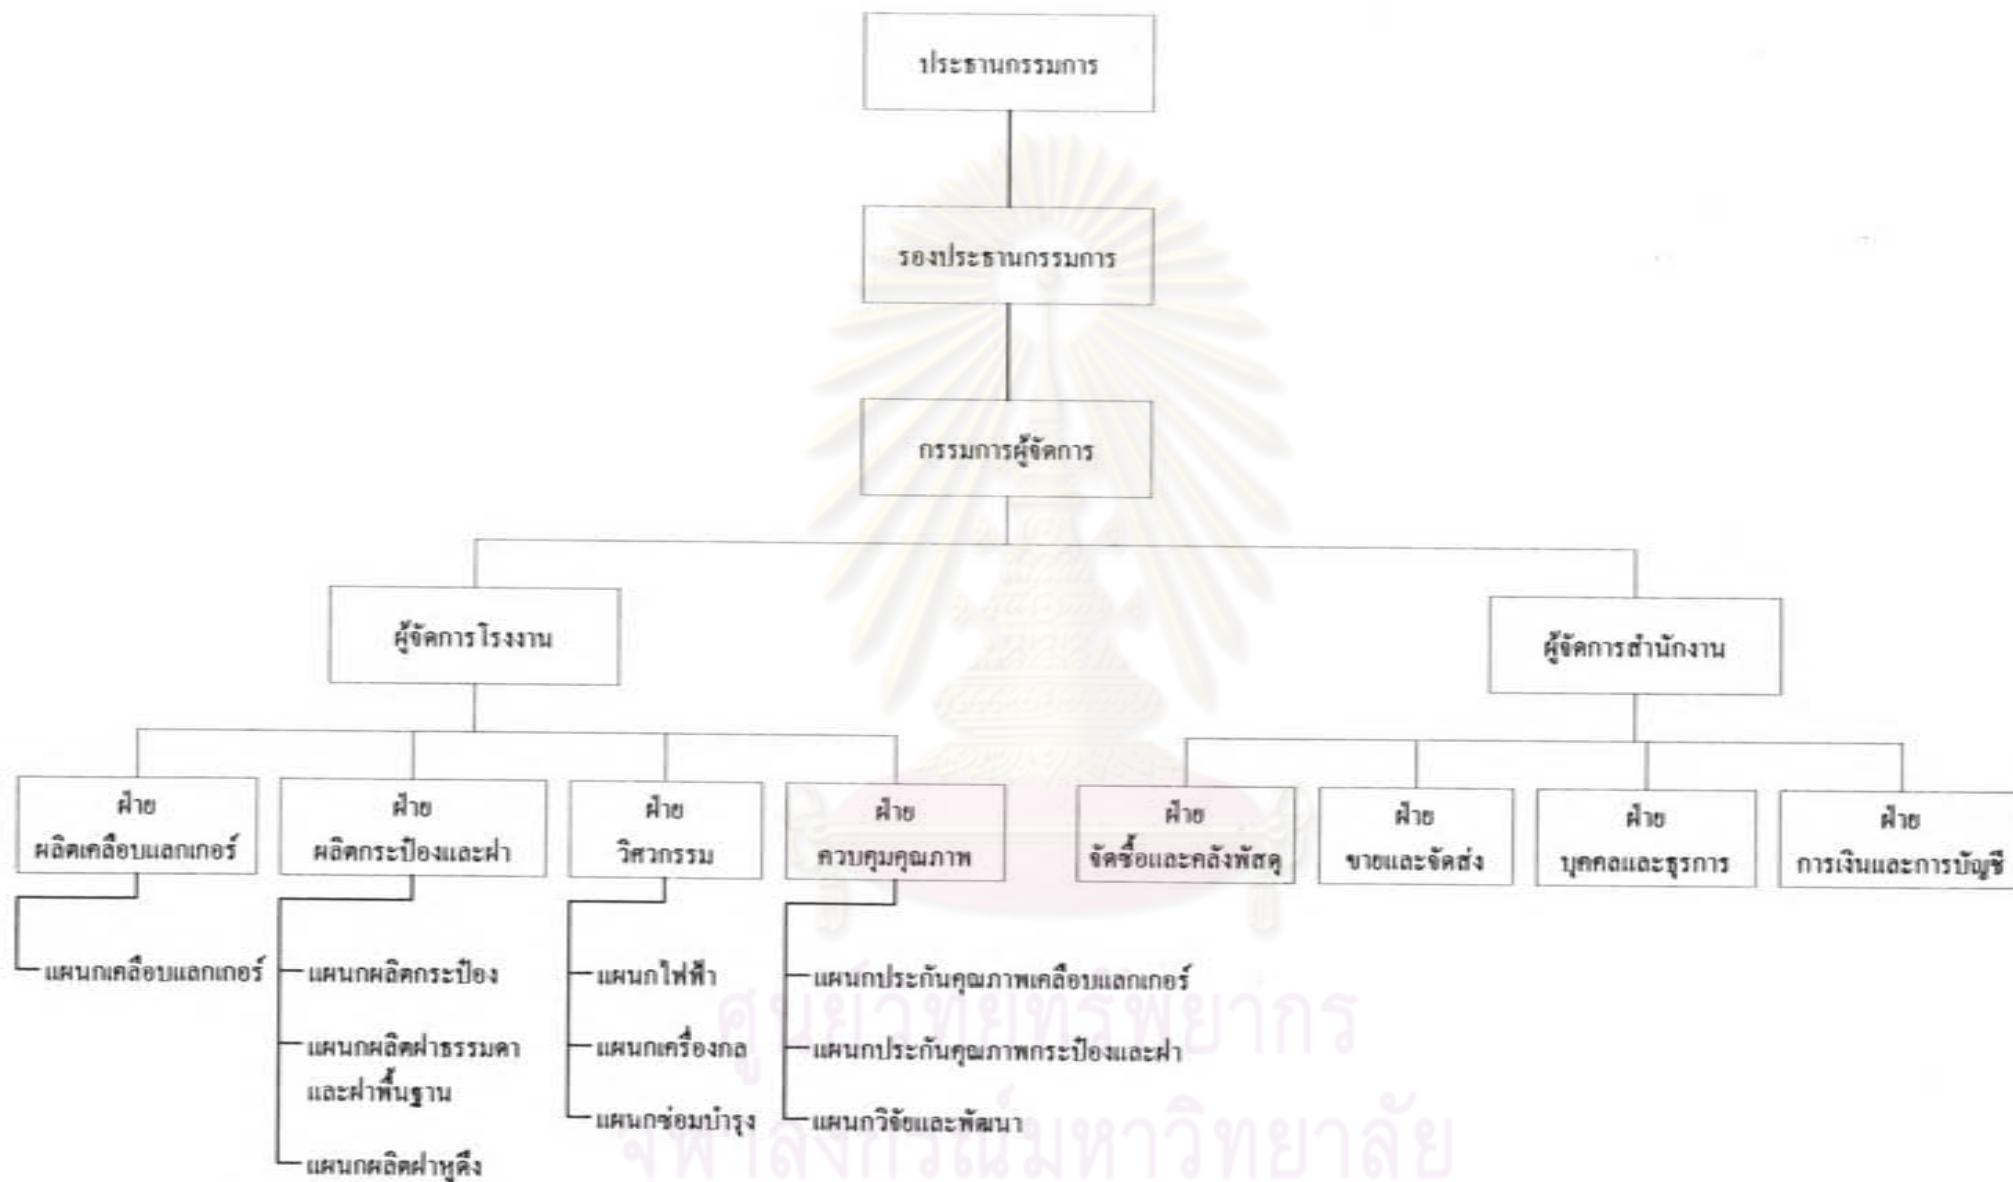 ประธานกรรมการ
รองประธานกรรมการ
กรรมการผู้จัดการ
ผู้จัดการโรงงาน
ผู้จัดการสำนักงาน
ฝ่าย
ผลิตเคลือบแลกเกอร์
ฝ่าย
ผลิตกระป๋องและฝา
ฝ่าย
วิศวกรรม
ฝ่าย
ควบคุมคุณภาพ
ฝ่าย
จัดซื้อและคลังพัสดุ
ฝ่าย
ขายและจัดส่ง
ฝ่าย
บุคคลและธุรการ
ฝ่าย
การเงินและการบัญชี
แผนกเคลือบแลกเกอร์
แผนกผลิตกระป๋อง
แผนกผลิตฝาธรรมดา
และฝาพื้นฐาน
แผนกผลิตฝาหูดึง
แผนกไฟฟ้า
แผนกเครื่องกล
แผนกซ่อมบำรุง
แผนกประกันคุณภาพเคลือบแลกเกอร์
แผนกประกันคุณภาพกระป๋องและฝา
แผนกวิจัยและพัฒนา
ศูนย์วิทยทรัพยากร
จุฬาลงกรณ์มหาวิทยาลัย